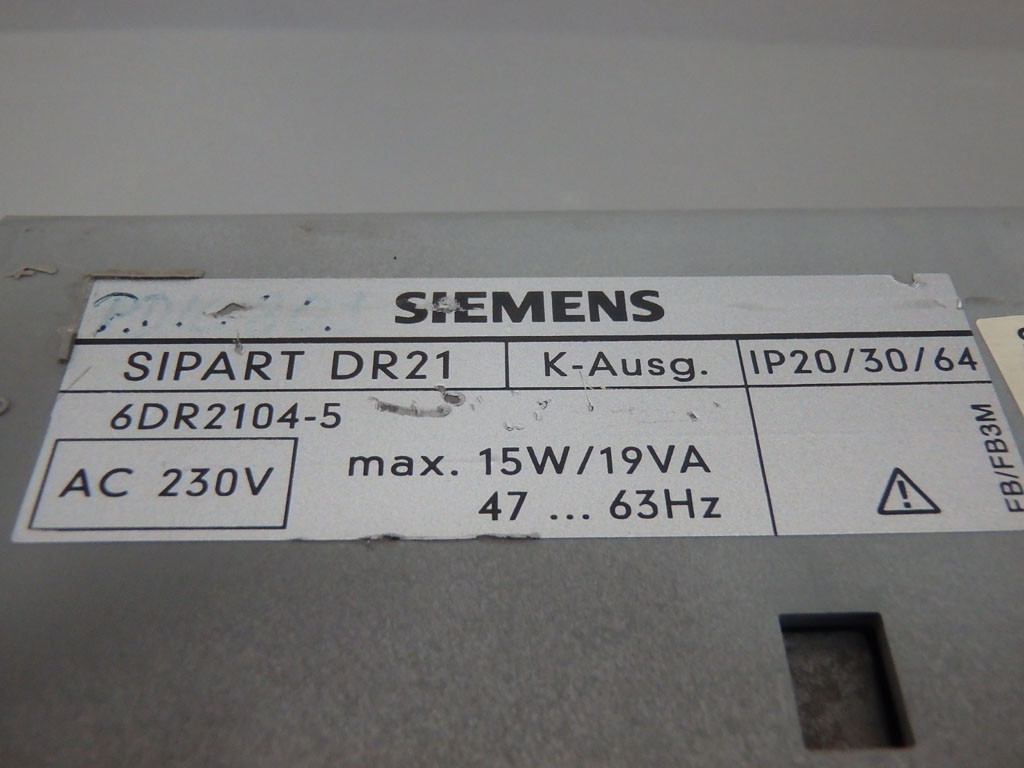 SIEMENS
SIPART DR21
K-Ausg.
IP20/30/64
6DR2104-5
AC 230V
max. 15W/19VA
47 ... 63Hz
FB/FB3M